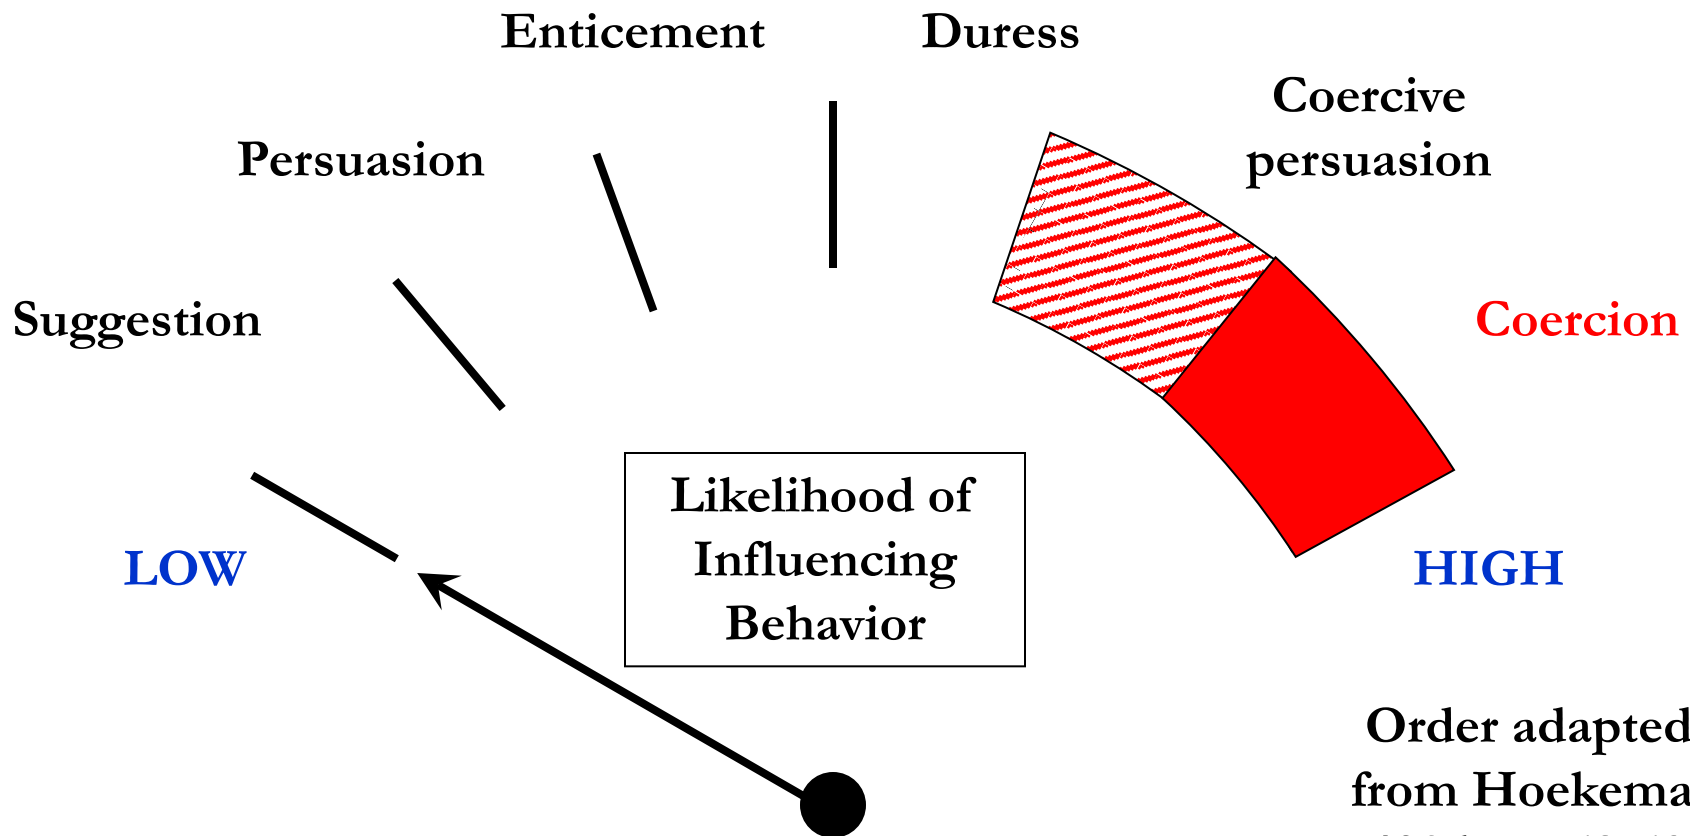 Enticement
Duress
Coercive
persuasion
Persuasion
Suggestion
Coercion
Likelihood of
Influencing
Behavior
LOW
HIGH
Order adapted
from Hoekema